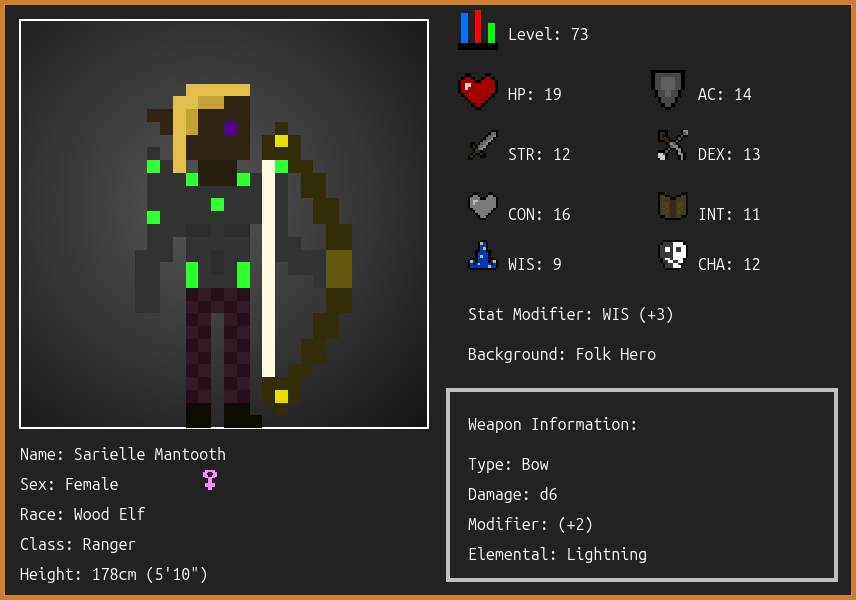 Level: 73
HP: 19
AC: 14
STR: 12
DEX: 13
CON: 16
INT: 11
WIS: 9
CHA: 12
Stat Modifier: WIS (+3)
Background: Folk Hero
Weapon Information:
Type: Bow
Damage: d6
Modifier: (+2)
Elemental: Lightning
Name: Sarielle Mantooth
Sex: Female
Race: Wood Elf
Class: Ranger
Height: 178cm (5'10")